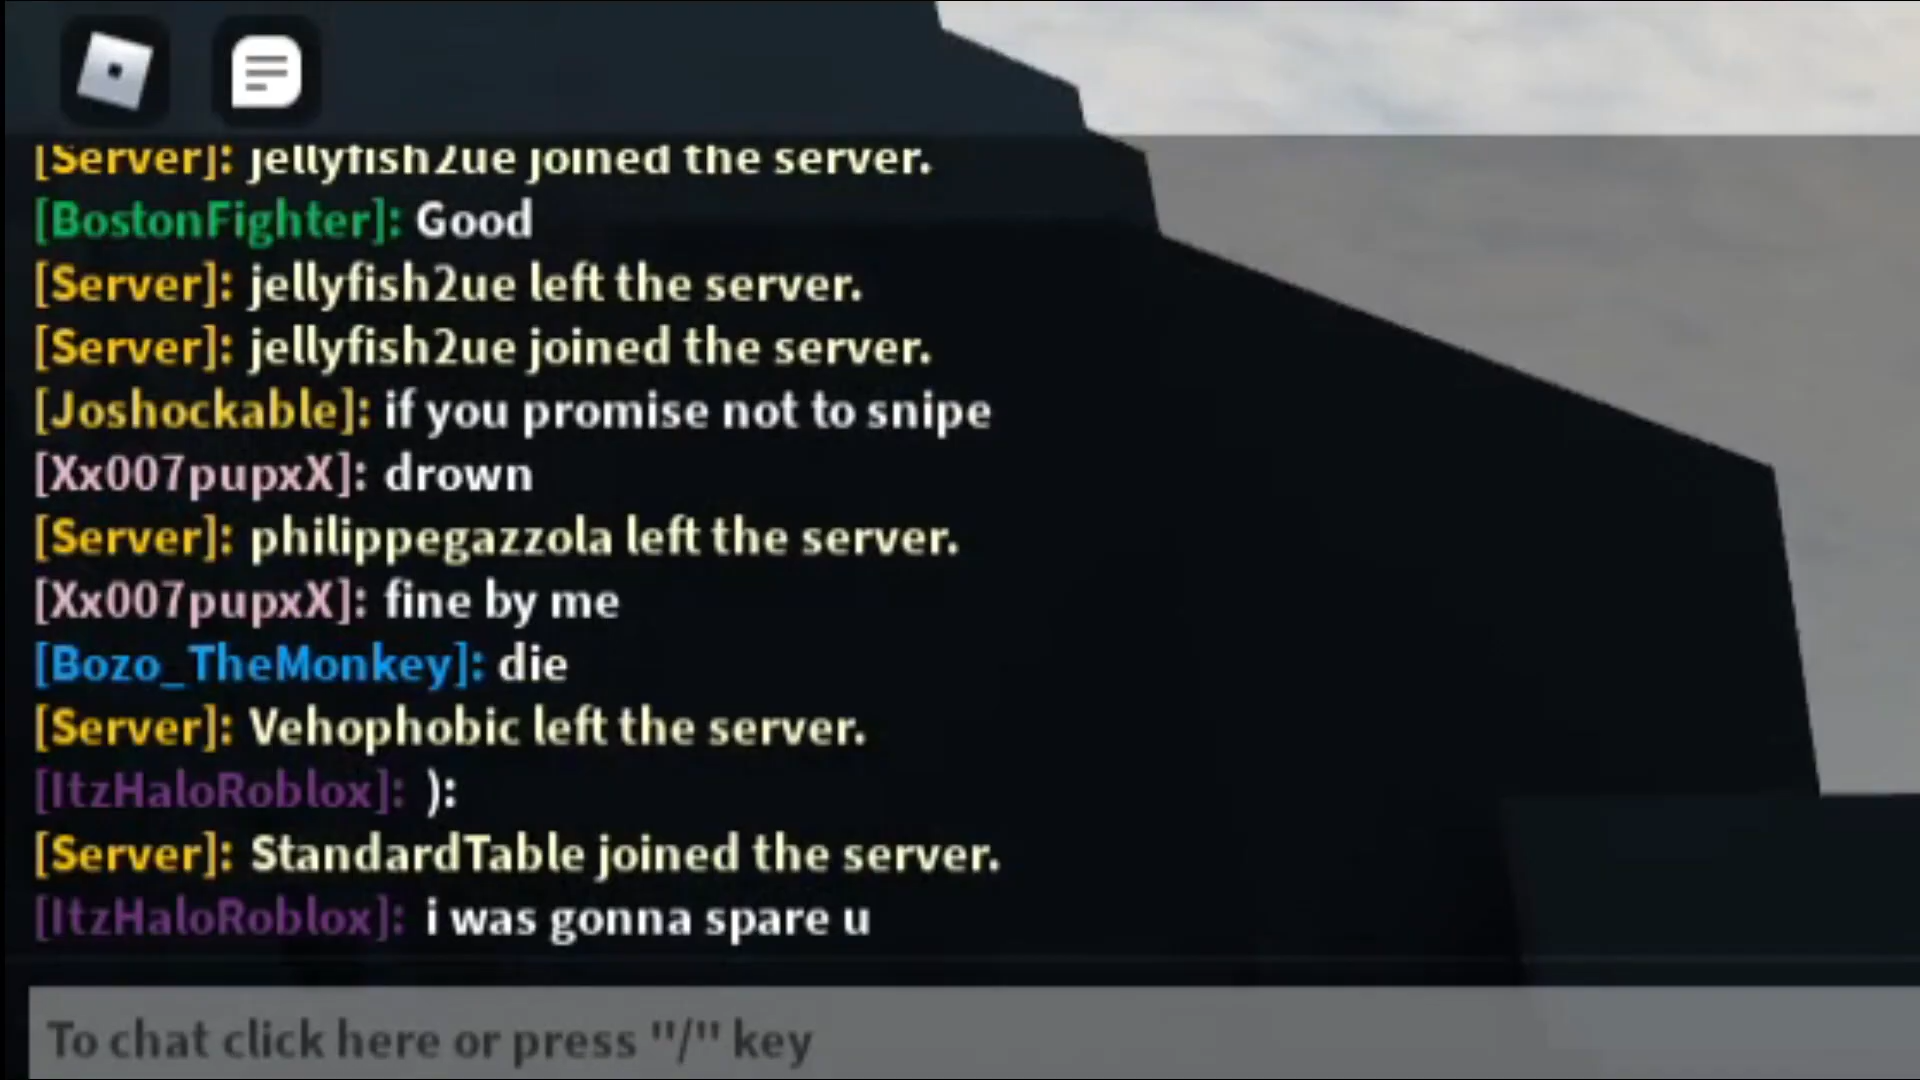 [Server]: jellyfish2ue joined the server.
[BostonFighter]: Good
[Server]: jellyfish2ue left the server.
[Server]: jellyfish2ue joined the server.
[Joshockable]: if you promise not to snipe
[Xx007pupxX]: drown
[Server]: philippegazzola left the server.
[Xx007pupxX]: fine by me
[Bozo_TheMonkey]: die
[Server]: Vehophobic left the server.
[ItzHaloRoblox]: ):
[Server]: StandardTable joined the server.
[ItzHaloRoblox]: i was gonna spare u
To chat click here or press "/" key